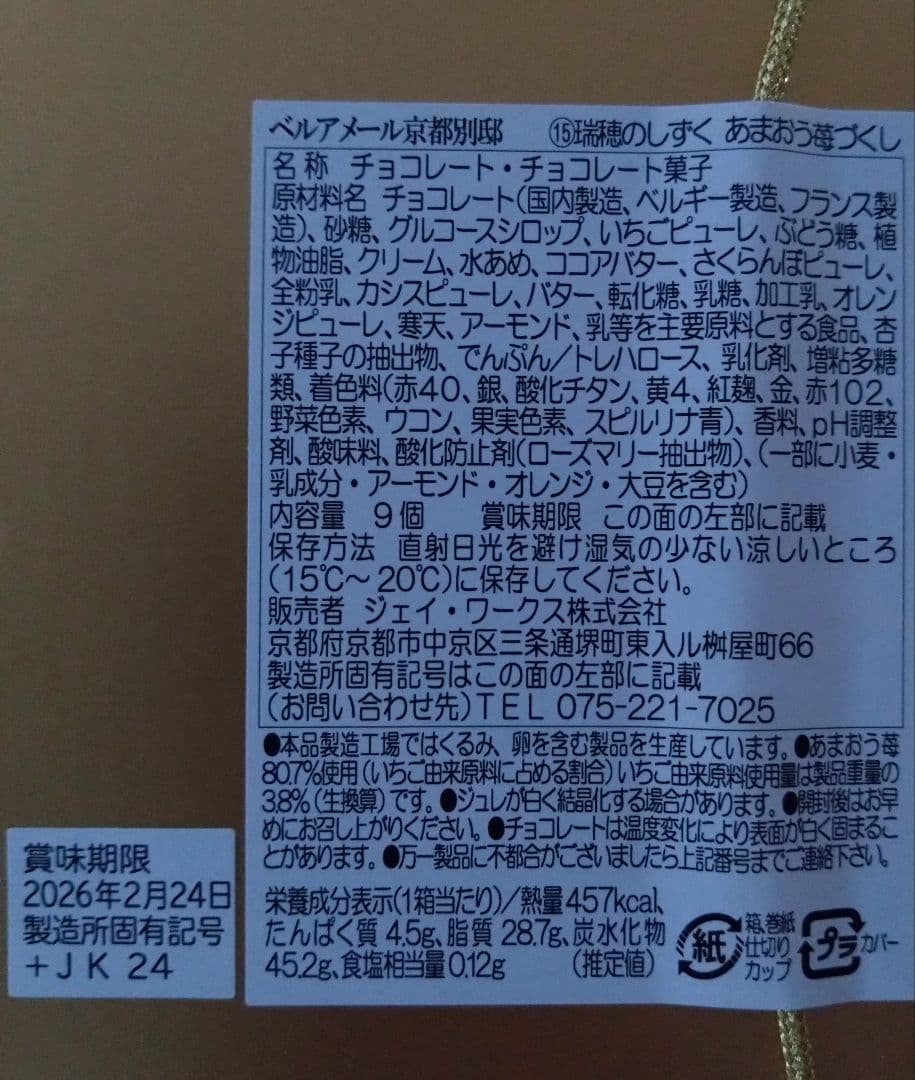 ベルアメール京都別邸　⑮瑞穂のしずく あまおう苺づくし
名 称　チョコレート・チョコレート菓子
原材料名　チョコレート(国内製造、ベルギー製造、フランス製
造)、砂糖、グルコースシロップ、いちごピューレ、ぶどう糖、植
物油脂、クリーム、水あめ、ココアバター、さくらんぼピューレ、
全粉乳、カシスピューレ、バター、転化糖、乳糖、加工乳、オレン
ジピューレ、寒天、アーモンド、乳等を主要原料とする食品、杏
子種子の抽出物、でんぷん／トレハロース、乳化剤、増粘多糖
類、着色料(赤40、銀、酸化チタン、黄4、紅麹、金、赤102、
野菜色素、ウコン、果実色素、スピルリナ青)、香料、pH調整
剤、酸味料、酸化防止剤(ローズマリー抽出物)、(一部に小麦・
乳成分・アーモンド・オレンジ・大豆を含む)
内容量　9個　　賞味期限　この面の左部に記載
保存方法　直射日光を避け湿気の少ない涼しいところ
(15℃～20℃)に保存してください。
販売者　ジェイ・ワークス株式会社
京都府京都市中京区三条通堺町東入ル桝屋町66
製造所固有記号はこの面の左部に記載
(お問い合わせ先)TEL 075-221-7025
●本品製造工場ではくるみ、卵を含む製品を生産しています。●あまおう苺
80.7%使用(いちご由来原料に占める割合)いちご由来原料使用量は製品重量の
3.8%(生換算)です。●ジュレが白く結晶化する場合があります。●開封後はお早
めにお召し上がりください。●チョコレートは温度変化により表面が白く固まるこ
とがあります。●万一製品に不都合がございましたら上記番号までご連絡下さい。
栄養成分表示(1箱当たり)／熱量457kcal、
たんぱく質 4.5g、脂質 28.7g、炭水化物
45.2g、食塩相当量0.12g　　(推定値)
紙
箱、巻紙
仕切り
カップ
プラ
カバー
賞味期限
2026年2月24日
製造所固有記号
+JK 24